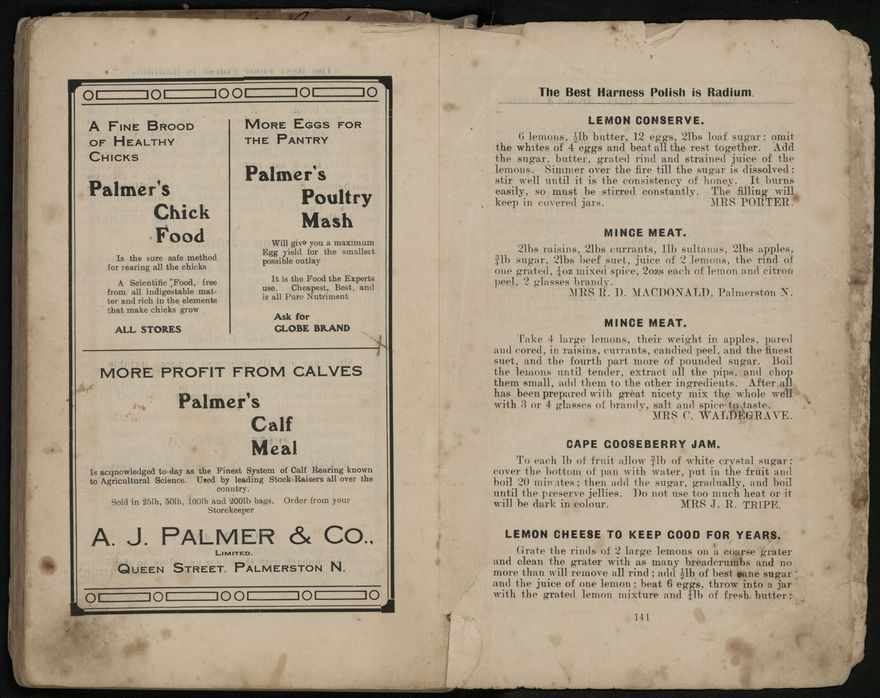 A FINE BROOD
OF HEALTHY
CHICKS
Palmer's
Chick
Food
Is the sure safe method
for rearing all the chicks
A Scientific Food, free
from all indigestable mat-
ter and rich in the elements
that make chicks grow
ALL STORES
MORE EGGS FOR
THE PANTRY
Palmer's
Poultry
Mash
Will give you a maximum
Egg yield for the smallest
possible outlay
It is the Food the Experts
use. Cheapest, Best, and
is all Pure Nutriment
Ask for
GLOBE BRAND
MORE PROFIT FROM CALVES
Palmer's
Calf
Meal
Is acqnowledged to-day as the Finest System of Calf Rearing known
to Agricultural Science. Used by leading Stock-Raisers all over the
country.
Sold in 25lb, 50lb, 100lb and 200lb bags. Order from your
Storekeeper
A. J. PALMER & CO.,
LIMITED.
QUEEN STREET. PALMERSTON N.
The Best Harness Polish is Radium.
LEMON CONSERVE.
6 lemons, ½lb butter, 12 eggs, 2lbs loaf sugar; omit
the whites of 4 eggs and beat all the rest together. Add
the sugar, butter, grated rind and strained juice of the
lemons. Simmer over the fire till the sugar is dissolved;
stir well until it is the consistency of honey. It burns
easily, so must be stirred constantly. The filling will
keep in covered jars. MRS PORTER.
MINCE MEAT.
2lbs raisins, 2lbs currants, 1lb sultanas, 2lbs apples,
¾lb sugar, 2lbs beef suet, juice of 2 lemons, the rind of
one grated, ¼oz mixed spice, 2ozs each of lemon and citron
peel, 2 glasses brandy.
MRS R. D. MACDONALD, Palmerston N.
MINCE MEAT.
Take 4 large lemons, their weight in apples, pared
and cored, in raisins, currants, candied peel, and the finest
suet, and the fourth part more of pounded sugar. Boil
the lemons until tender, extract all the pips, and chop
them small, add them to the other ingredients. After all
has been prepared with great nicety mix the whole well
with 3 or 4 glasses of brandy, salt and spice to taste.
MRS C. WALDEGRAVE.
CAPE GOOSEBERRY JAM.
To each lb of fruit allow ¾lb of white crystal sugar;
cover the bottom of pan with water, put in the fruit and
boil 20 minutes; then add the sugar, gradually, and boil
until the preserve jellies. Do not use too much heat or it
will be dark in colour. MRS J. R. TRIPE.
LEMON CHEESE TO KEEP GOOD FOR YEARS.
Grate the rinds of 2 large lemons on a coarse grater
and clean the grater with as many breadcrumbs and no
more than will remove all rind; add ½lb of best cane sugar
and the juice of one lemon; beat 6 eggs, throw into a jar
with the grated lemon mixture and ¼lb of fresh butter;
141